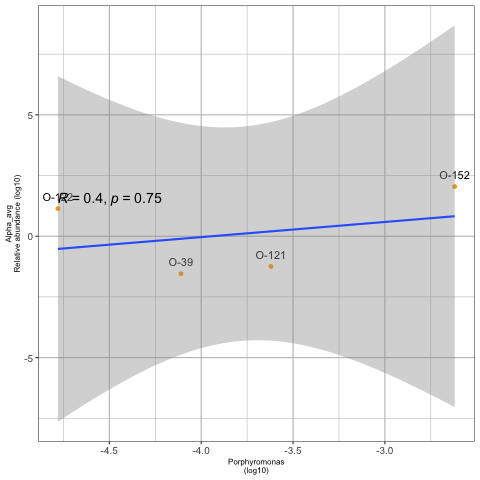 5
0
-5
Alpha_avg
Relative abundance (log10)
O-152
R = 0.4, p = 0.75
O-39
O-121
-4.5
-4.0
-3.5
-3.0
Porphyromonas
(log10)